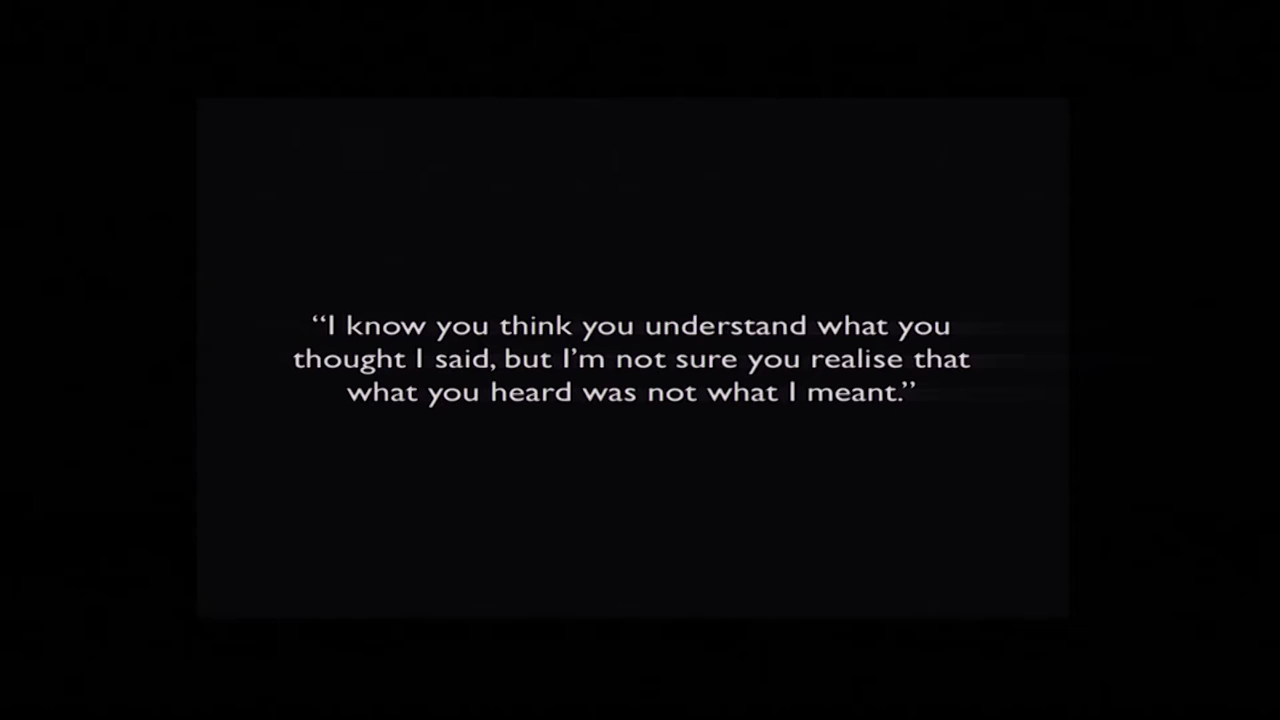 “I know you think you understand what you
thought I said, but I’m not sure you realise that
what you heard was not what I meant.”